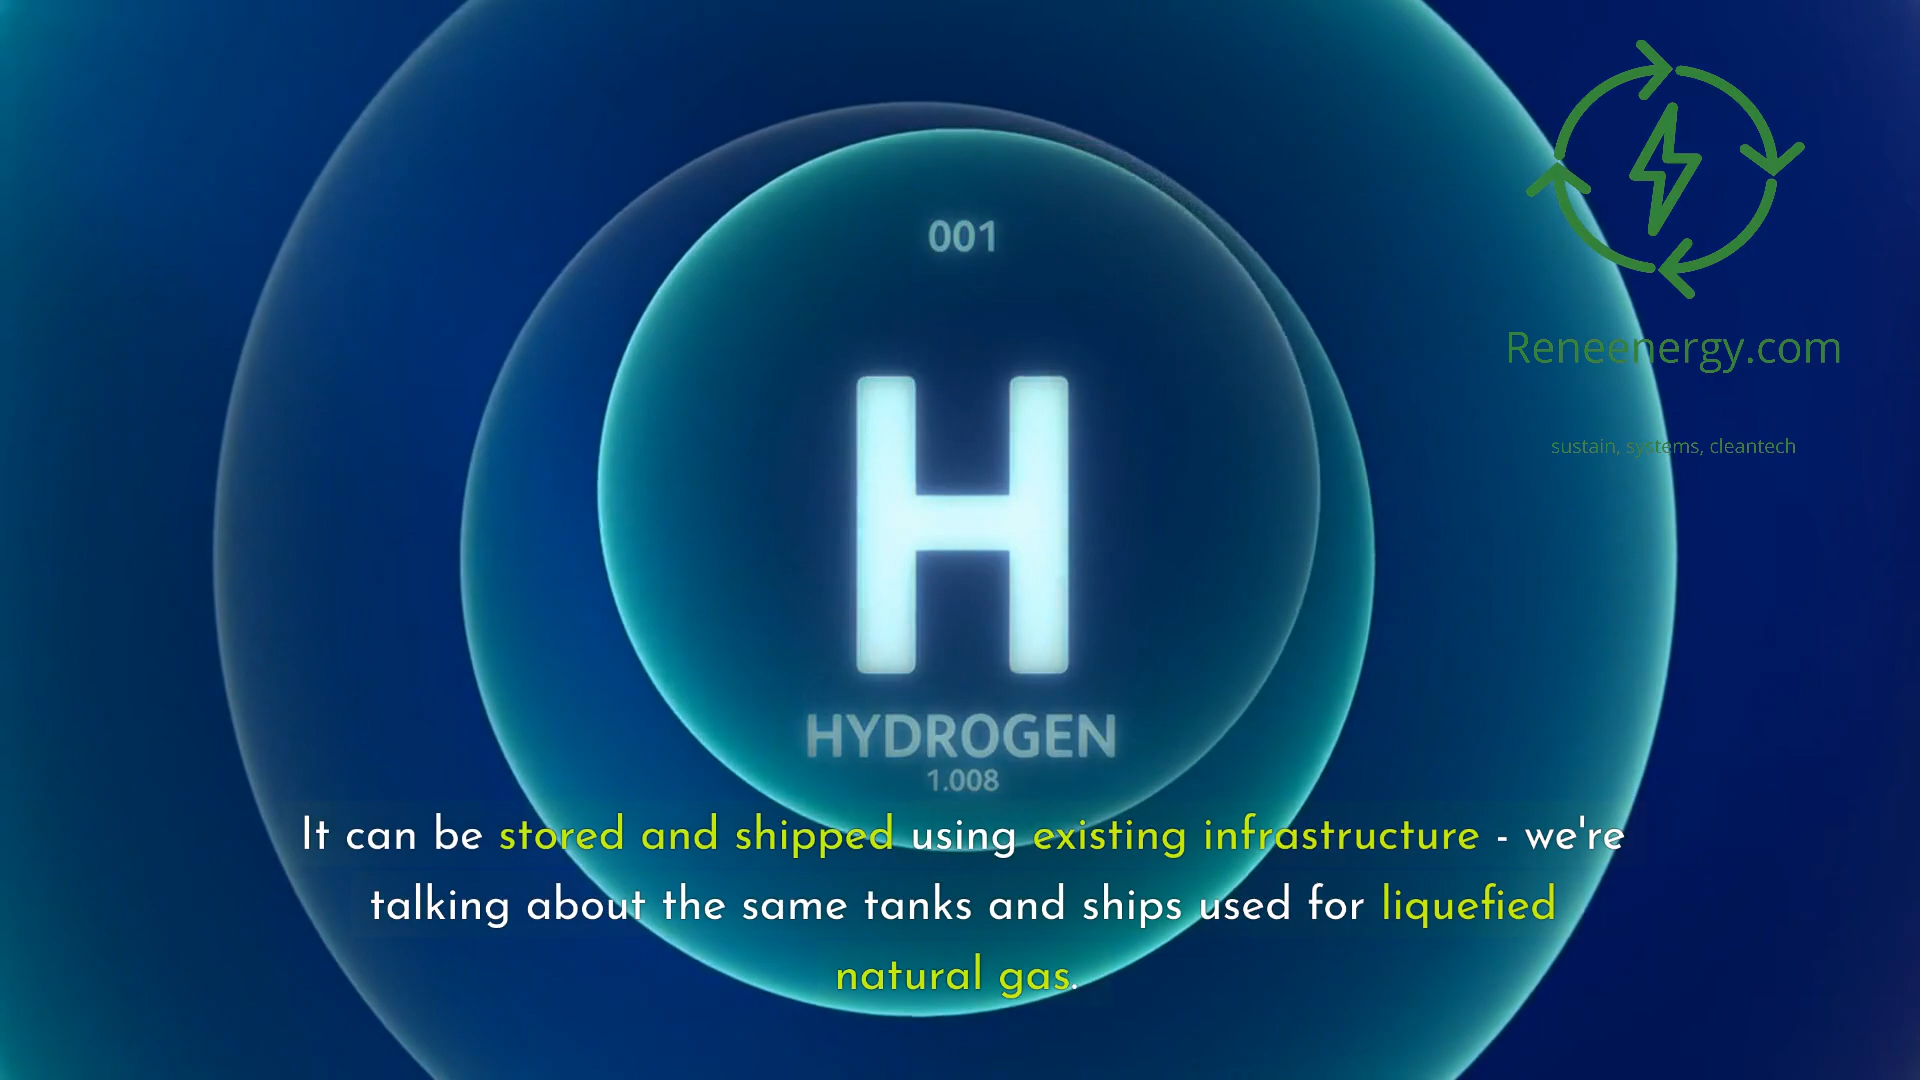 001
H
HYDROGEN
1.008
Reneenergy.com
sustain, systems, cleantech
It can be stored and shipped using existing infrastructure - we're
talking about the same tanks and ships used for liquefied
natural gas.